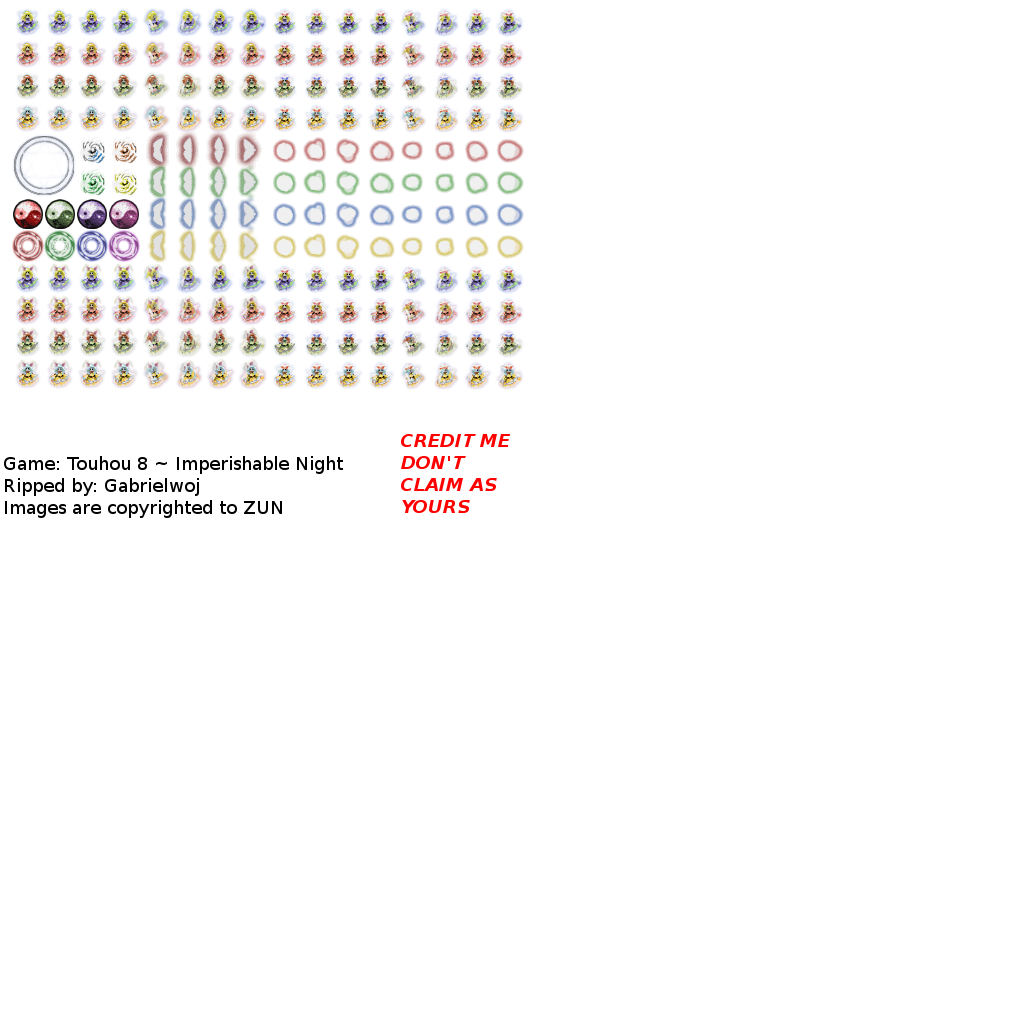 Game: Touhou 8 ~ Imperishable Night
Ripped by: Gabrielwoj
Images are copyrighted to ZUN
CREDIT ME
DON'T
CLAIM AS
YOURS